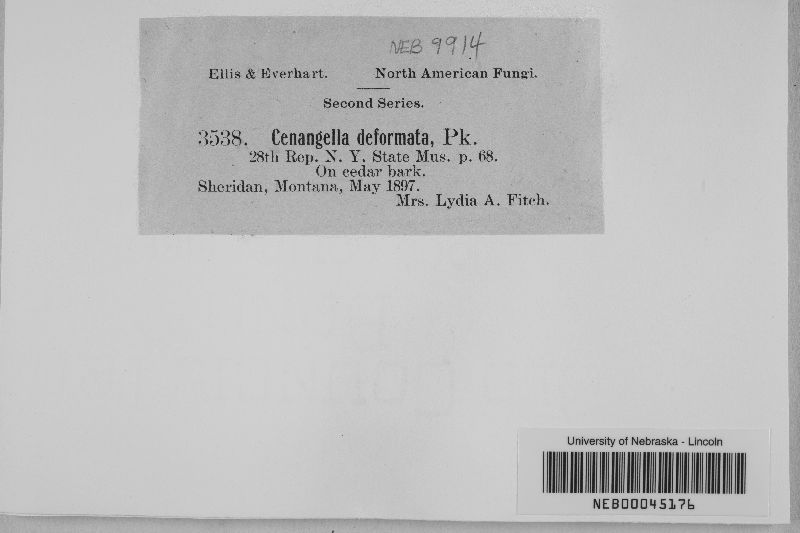 NEB 9914
Ellis & Everhart. North American Fungi.
Second Series.
3538. Cenangella deformata, Pk.
28th Rep. N. Y. State Mus. p. 68.
On cedar bark.
Sheridan, Montana, May 1897.
Mrs. Lydia A. Fitch.
University of Nebraska - Lincoln
NEB00045176